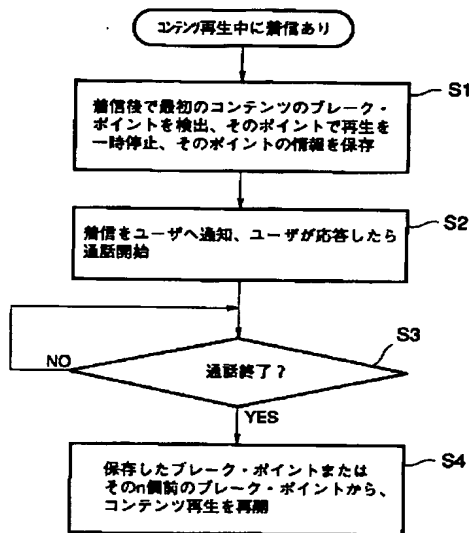 コンテンツ再生中に着信あり
S1
着信後で最初のコンテンツのブレーク・
ポイントを検出、そのポイントで再生を
一時停止、そのポイントの情報を保存
S2
着信をユーザへ通知、ユーザが応答したら
通話開始
S3
通話終了?
NO
YES
S4
保存したブレーク・ポイントまたは
そのn個前のブレーク・ポイントから、
コンテンツ再生を再開